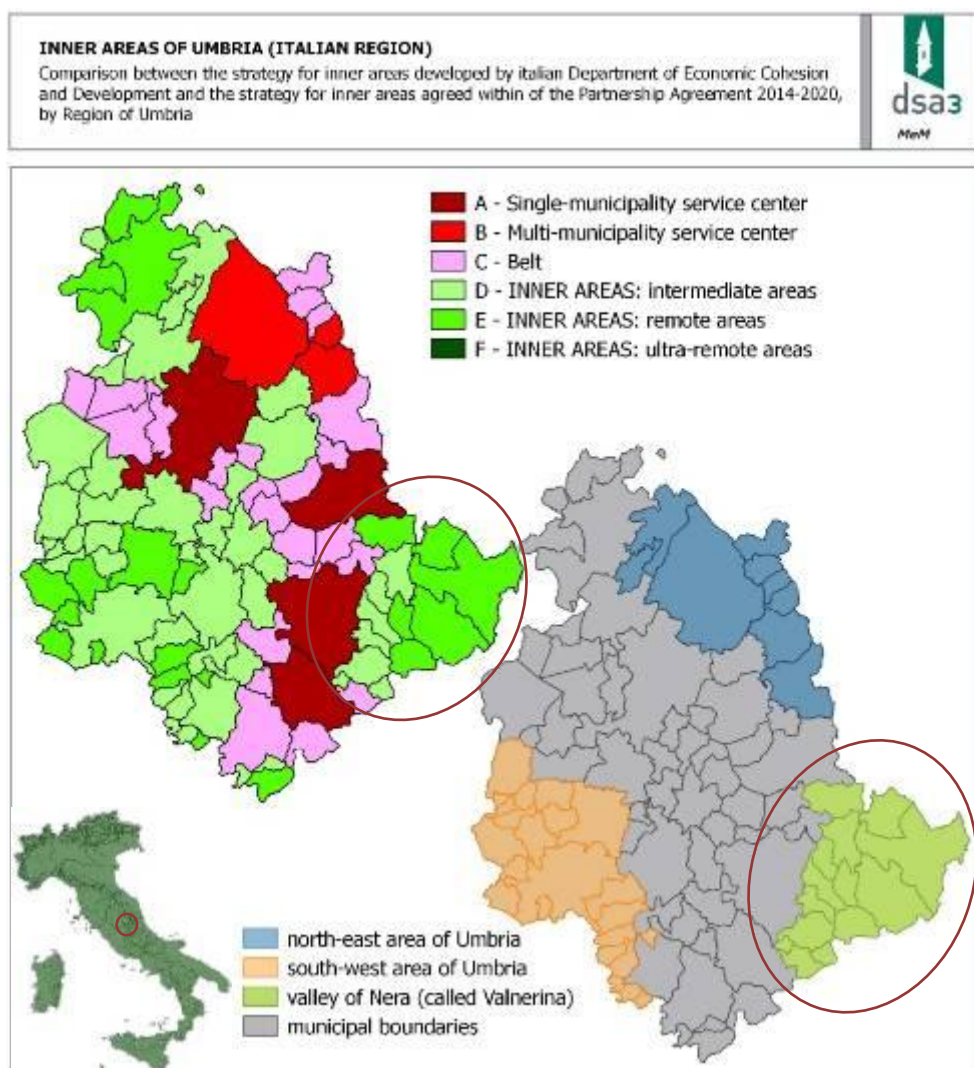 INNER AREAS OF UMBRIA (ITALIAN REGION)
Comparison between the strategy for inner areas developed by italian Department of Economic Cohesion
and Development and the strategy for inner areas agreed within of the Partnership Agreement 2014-2020,
by Region of Umbria
dsa3
MeM
A - Single-municipality service center
B - Multi-municipality service center
C - Belt
D - INNER AREAS: intermediate areas
E - INNER AREAS: remote areas
F - INNER AREAS: ultra-remote areas
north-east area of Umbria
south-west area of Umbria
valley of Nera (called Valnerina)
municipal boundaries